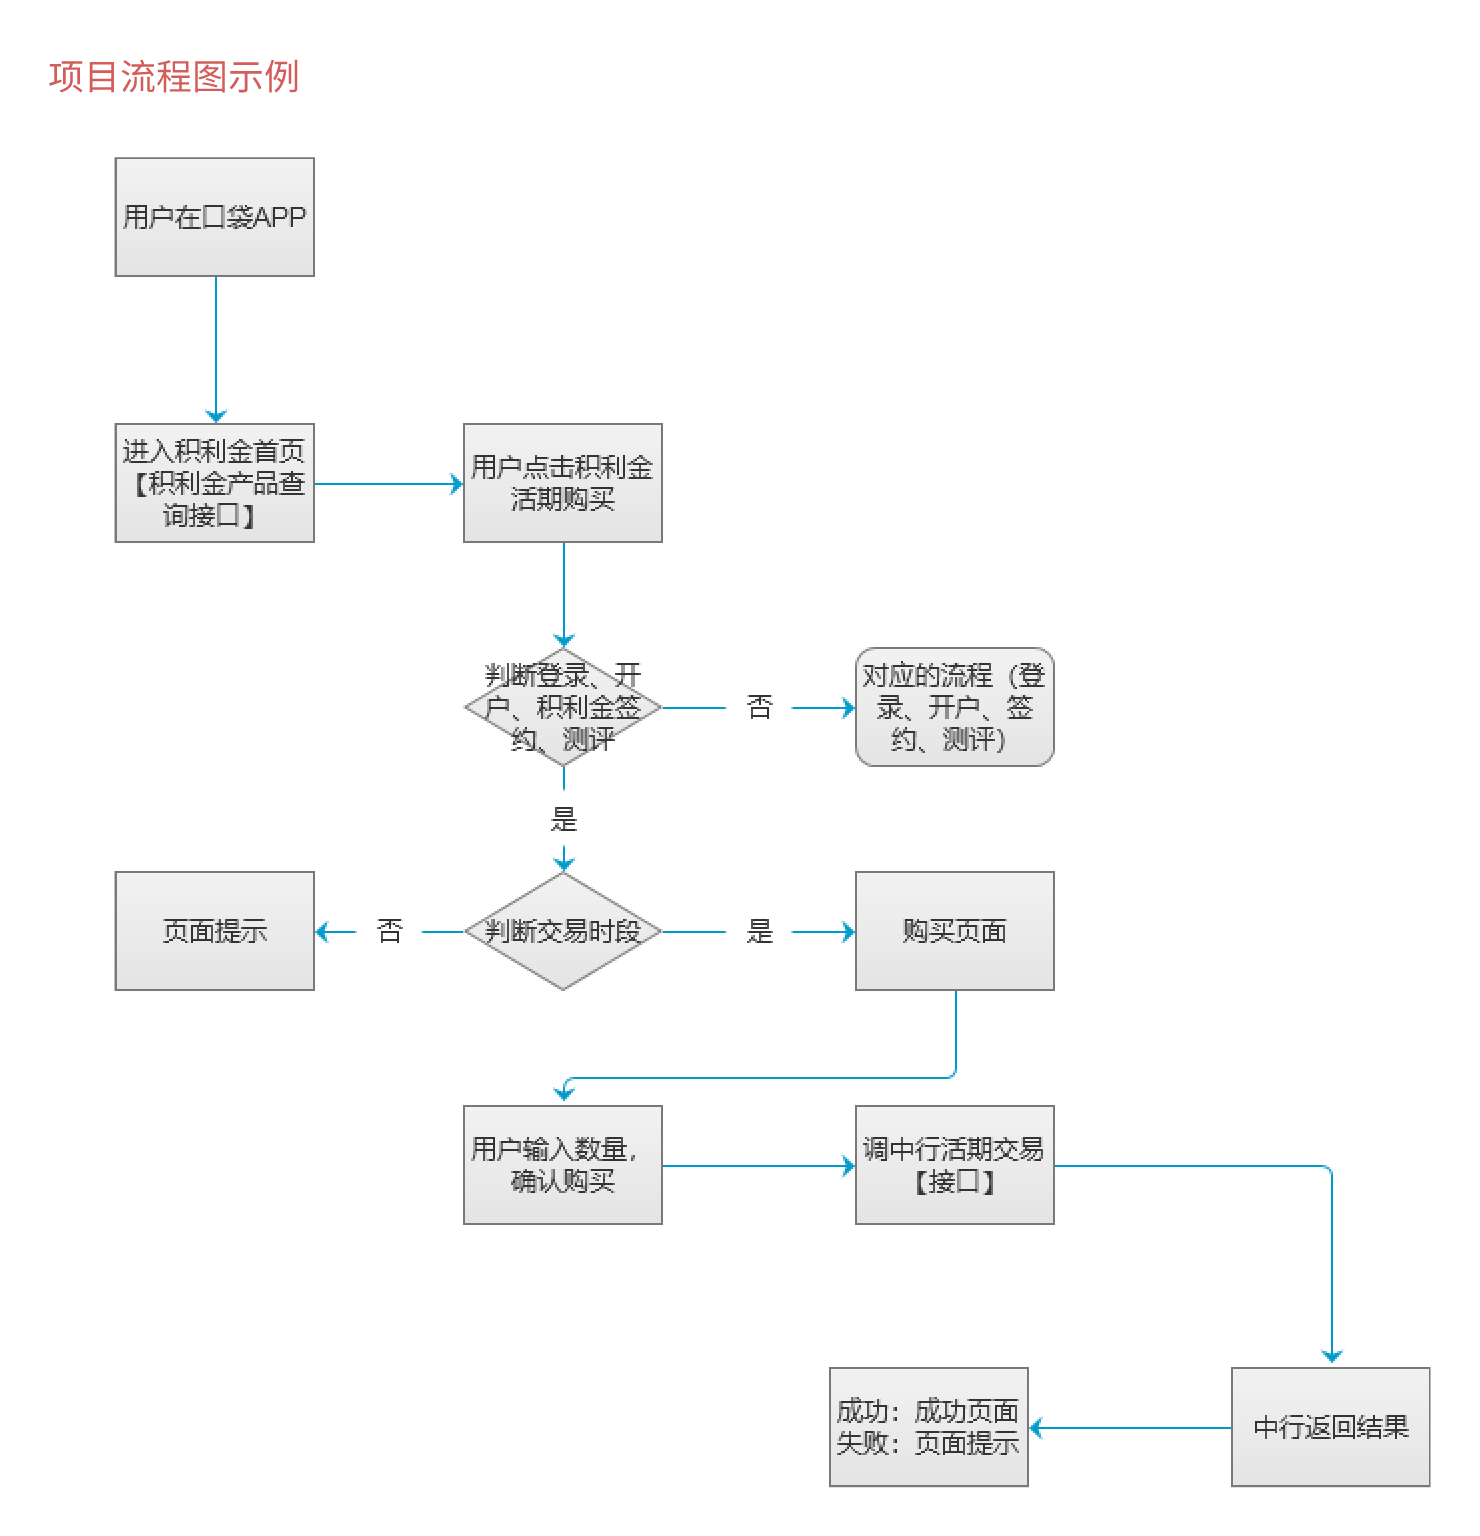 项目流程图示例
用户在口袋APP
进入积利金首页
【积利金产品查
询接口】
用户点击积利金
活期购买
判断登录、开
户、积利金签
约、测评
否
对应的流程（登
录、开户、签
约、测评）
是
页面提示
否
判断交易时段
是
购买页面
用户输入数量，
确认购买
调中行活期交易
【接口】
成功：成功页面
失败：页面提示
中行返回结果